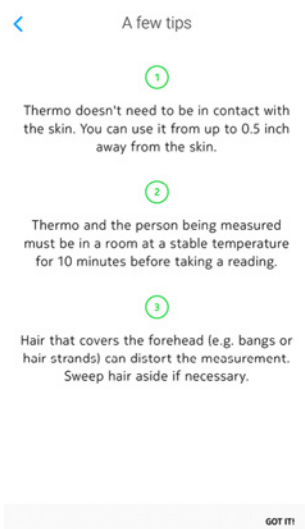 A few tips
1
Thermo doesn't need to be in contact with
the skin. You can use it from up to 0.5 inch
away from the skin.
2
Thermo and the person being measured
must be in a room at a stable temperature
for 10 minutes before taking a reading.
3
Hair that covers the forehead (e.g. bangs or
hair strands) can distort the measurement.
Sweep hair aside if necessary.
GOT IT!